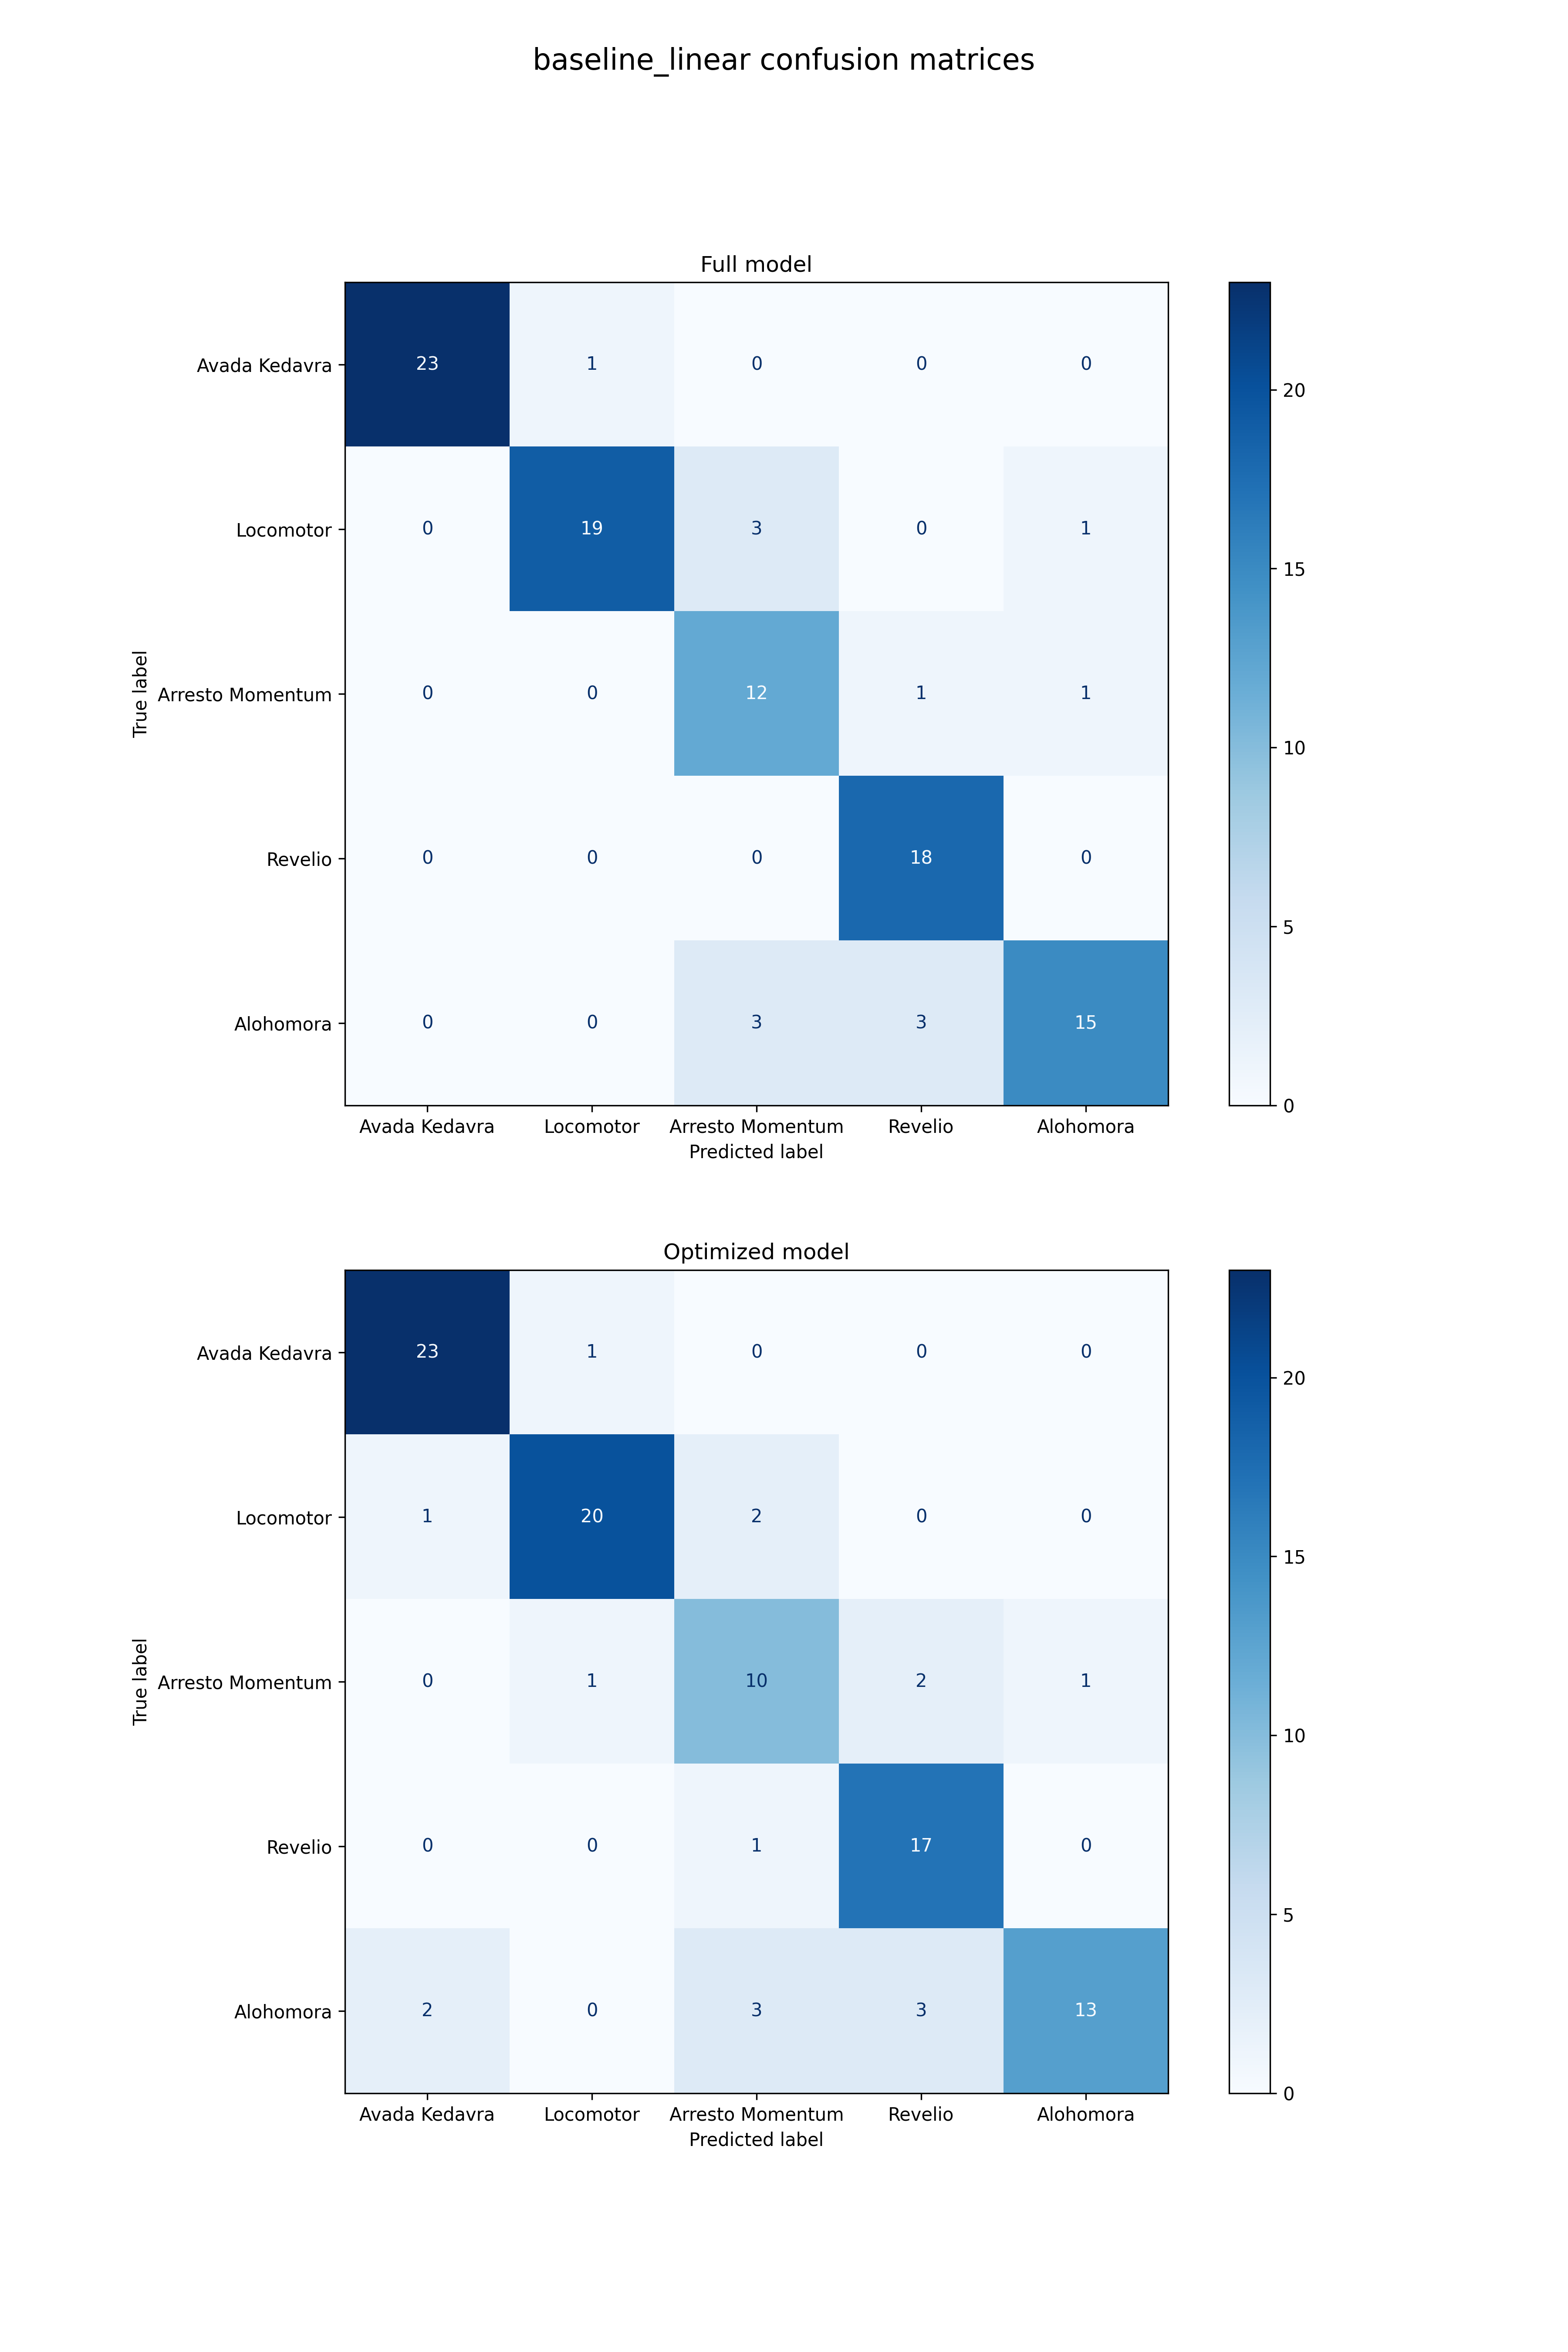 baseline_linear confusion matrices
Full model
Avada Kedavra 23 1 0 0 0
Locomotor 0 19 3 0 1
Arresto Momentum 0 0 12 1 1
Revelio 0 0 0 18 0
Alohomora 0 0 3 3 15
True label
Avada Kedavra Locomotor Arresto Momentum Revelio Alohomora
Predicted label
20
15
10
5
0
Optimized model
Avada Kedavra 23 1 0 0 0
Locomotor 1 20 2 0 0
Arresto Momentum 0 1 10 2 1
Revelio 0 0 1 17 0
Alohomora 2 0 3 3 13
True label
Avada Kedavra Locomotor Arresto Momentum Revelio Alohomora
Predicted label
20
15
10
5
0